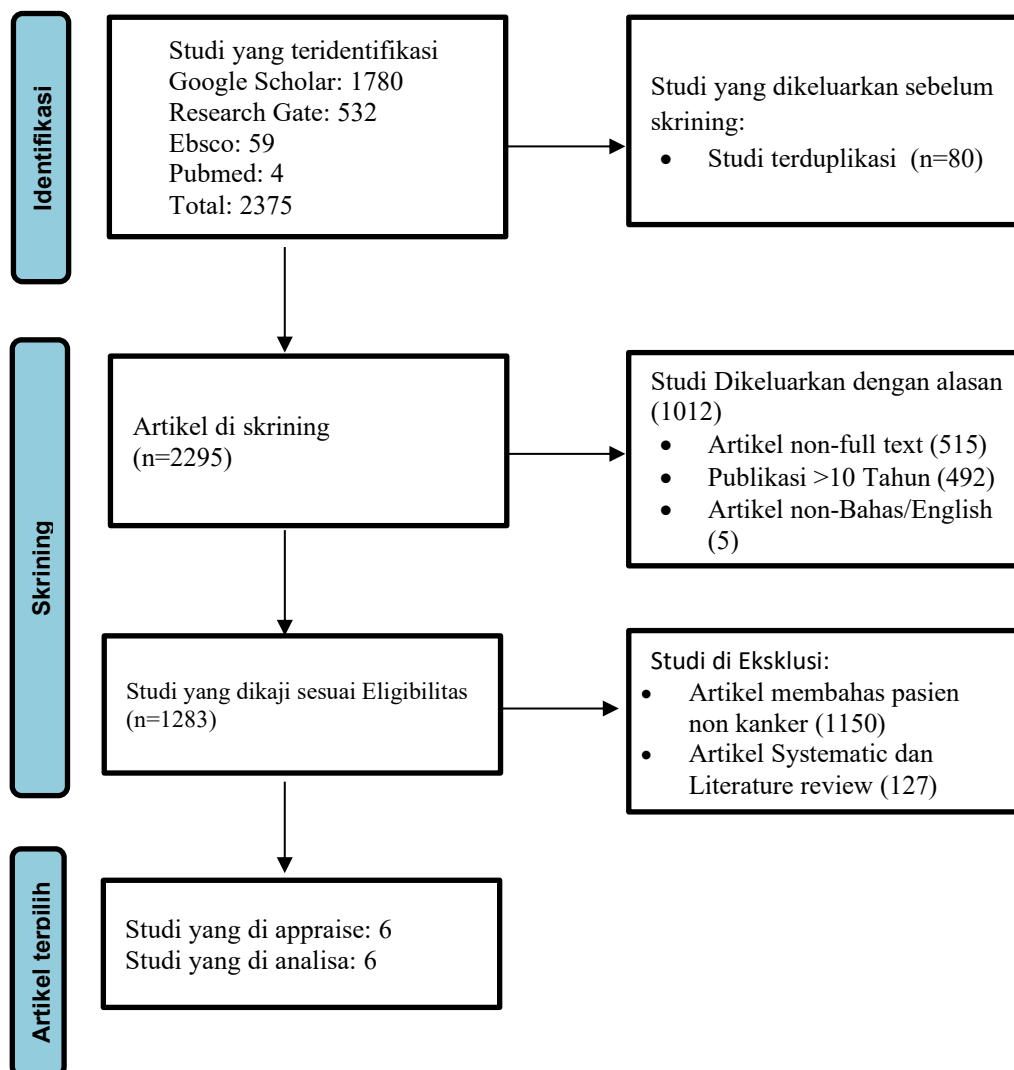 Identifikasi
Studi yang teridentifikasi
Google Scholar: 1780
Research Gate: 532
Ebsco: 59
Pubmed: 4
Total: 2375
Studi yang dikeluarkan sebelum
skrining:
• Studi terduplikasi (n=80)
Skrining
Artikel di skrining
(n=2295)
Studi Dikeluarkan dengan alasan
(1012)
• Artikel non-full text (515)
• Publikasi >10 Tahun (492)
• Artikel non-Bahas/English
(5)
Studi yang dikaji sesuai Eligibilitas
(n=1283)
Studi di Eksklusi:
• Artikel membahas pasien
non kanker (1150)
• Artikel Systematic dan
Literature review (127)
Artikel terpilih
Studi yang di appraise: 6
Studi yang di analisa: 6